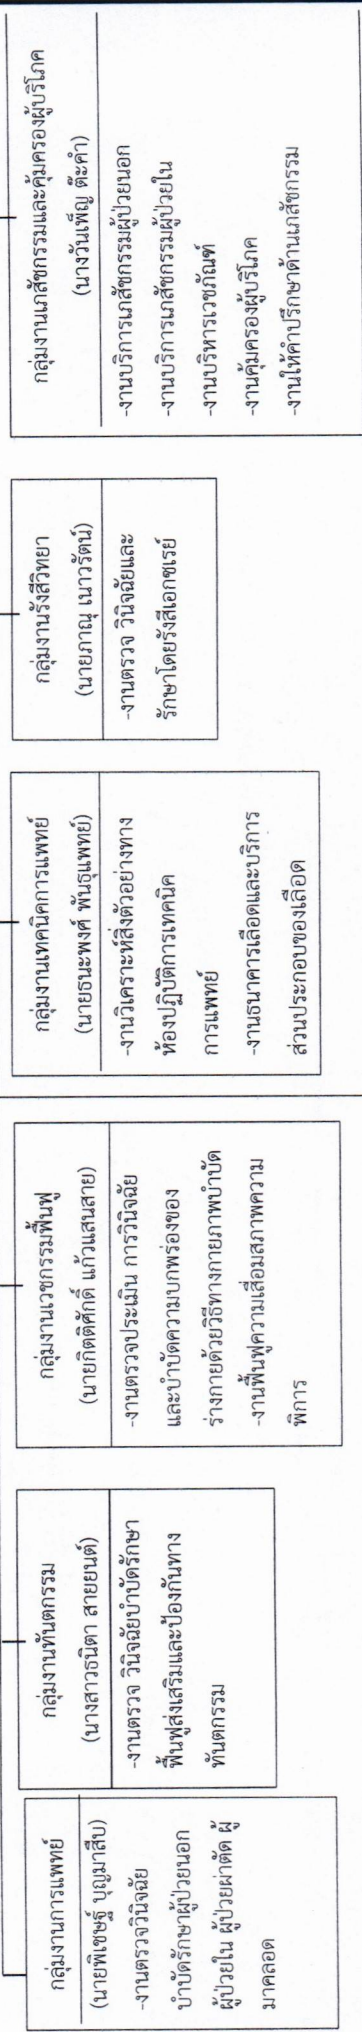 กลุ่มงานการแพทย์
(นายพิเชษฐ์ บุญมาสืบ)
-งานตรวจวินิจฉัย
บำบัดรักษาผู้ป่วยนอก
ผู้ป่วยใน ผู้ป่วยผ่าตัด ผู้
มาคลอด
กลุ่มงานทันตกรรม
(นางสาวธนิตา สายยนต์)
-งานตรวจ วินิจฉัยบำบัดรักษา
ฟื้นฟูส่งเสริมและป้องกันทาง
ทันตกรรม
กลุ่มงานเวชกรรมฟื้นฟู
(นายกิตติศักดิ์ แก้วแสนสาย)
-งานตรวจประเมิน การวินิจฉัย
และบำบัดความบกพร่องของ
ร่างกายด้วยวิธีทางกายภาพบำบัด
-งานฟื้นฟูความเสื่อมสภาพความ
พิการ
กลุ่มงานเทคนิคการแพทย์
(นายธนะพงศ์ พันธุแพทย์)
-งานวิเคราะห์สิ่งตัวอย่างทาง
ห้องปฏิบัติการเทคนิค
การแพทย์
-งานธนาคารเลือดและบริการ
ส่วนประกอบของเลือด
กลุ่มงานรังสีวิทยา
(นายภาณุ เนาวรัตน์)
-งานตรวจ วินิจฉัยและ
รักษาโดยรังสีเอกซเรย์
กลุ่มงานเภสัชกรรมและคุ้มครองผู้บริโภค
(นางวันเพ็ญ ต๊ะคำ)
-งานบริการเภสัชกรรมผู้ป่วยนอก
-งานบริการเภสัชกรรมผู้ป่วยใน
-งานบริหารเวชภัณฑ์
-งานคุ้มครองผู้บริโภค
-งานให้คำปรึกษาด้านเภสัชกรรม